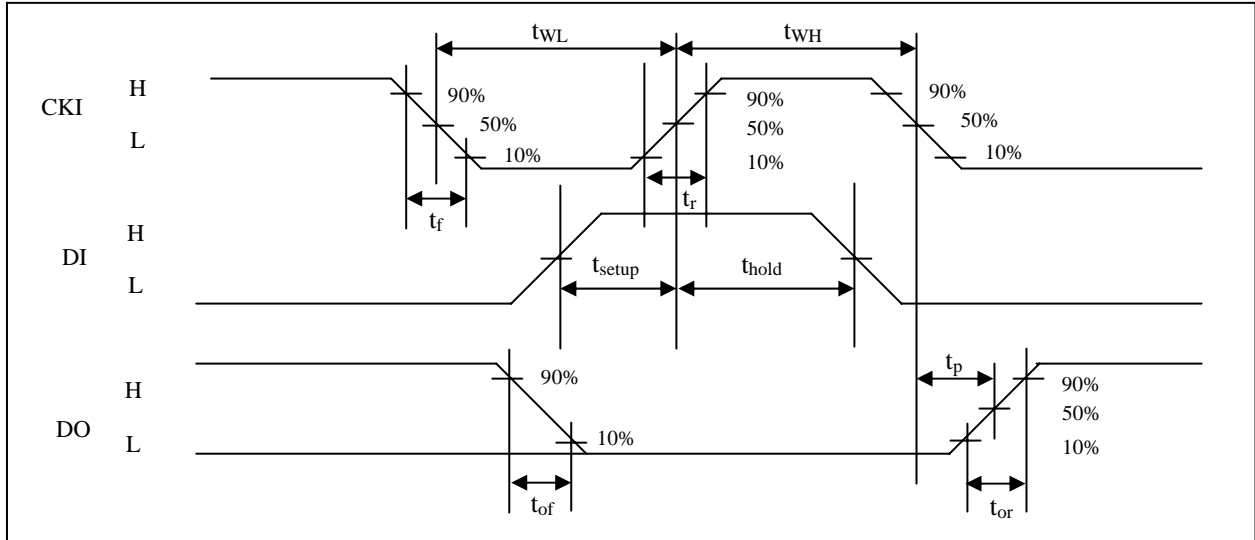 tWL tWH
CKI H L 90% 50% 10% 90% 50% 10% 90% 50% 10%
tf tr
DI H L tsetup thold
DO H L 90% 10% tp 90% 50% 10%
tof tor